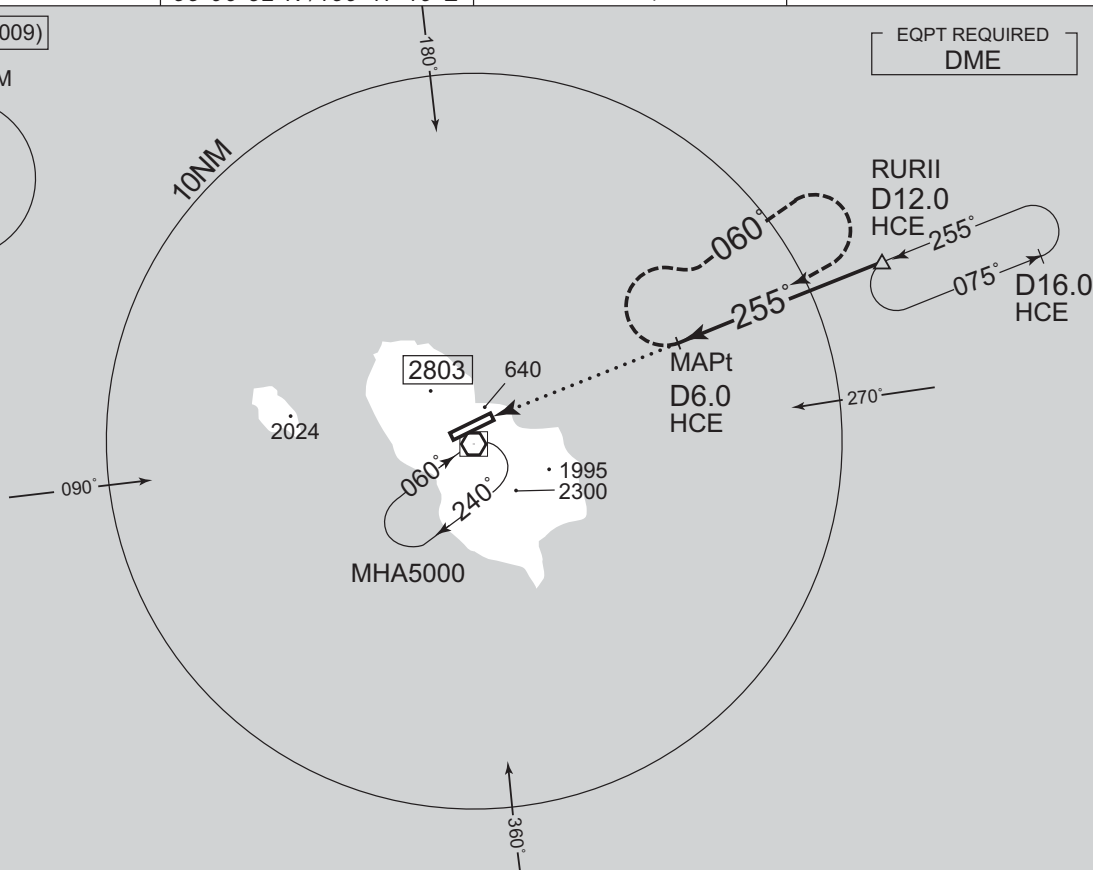 009)
M
180°
EQPT REQUIRED
DME
10NM
RURII
D12.0
HCE
060°
255°
255°
075°
D16.0
HCE
MAPt
D6.0
HCE
2803
640
270°
2024
090°
060°
240°
1995
2300
MHA5000
360°